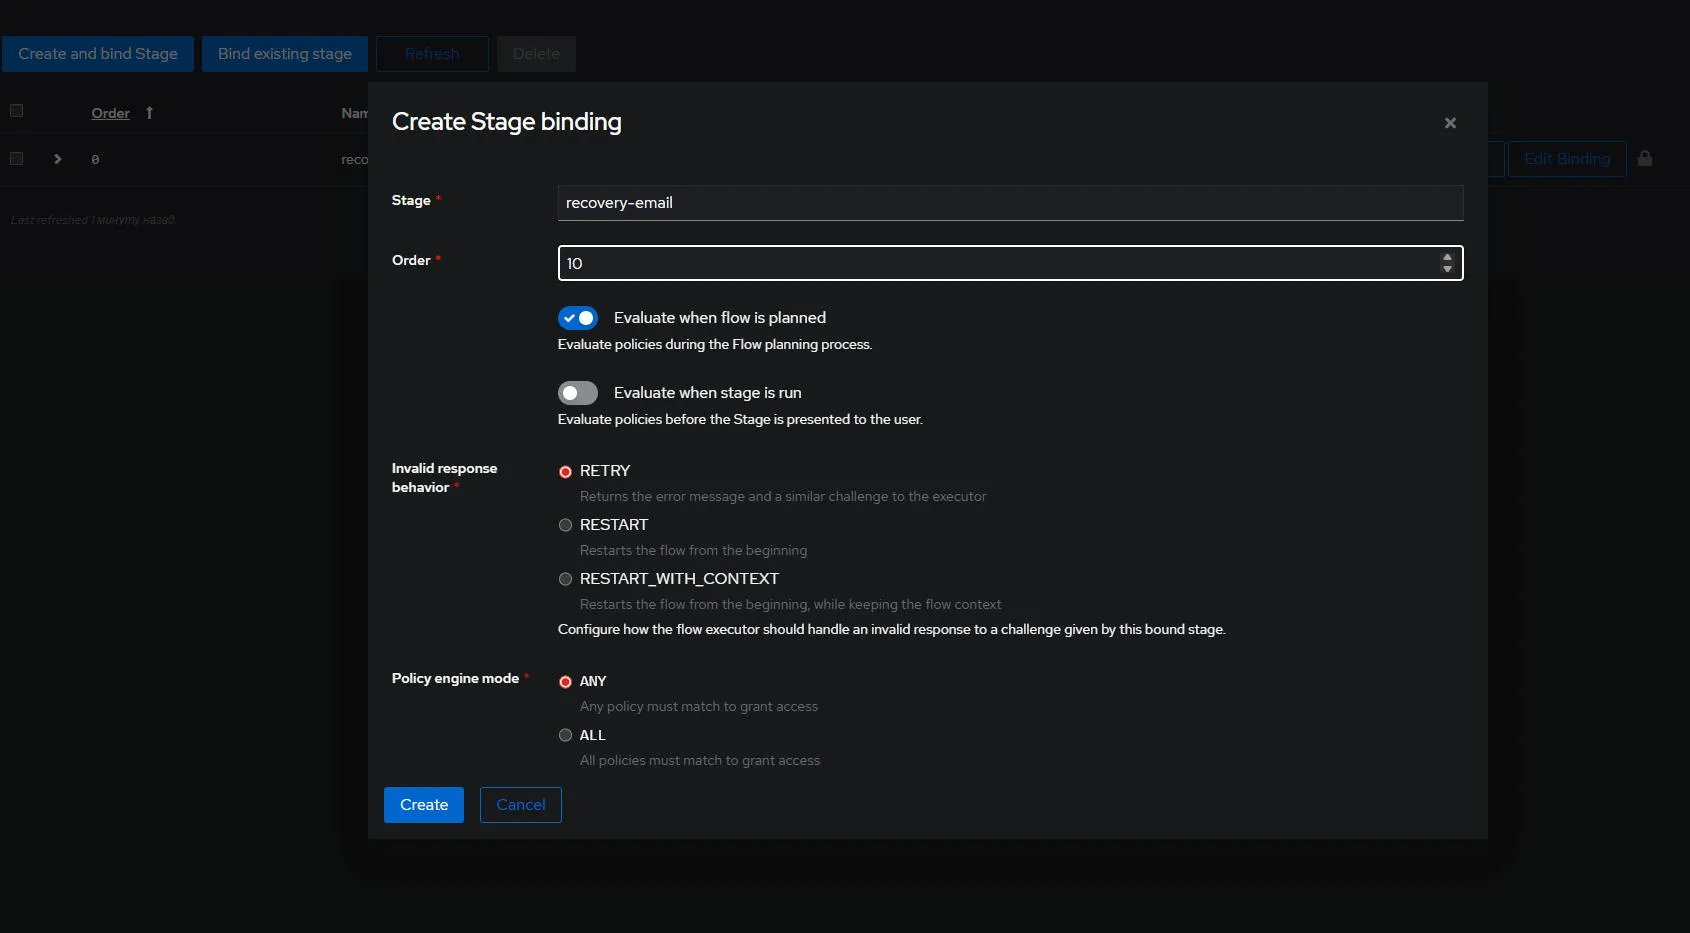 Create and bind Stage Bind existing stage Refresh Delete
Order
Nam
0
reco
Edit Binding
Last refreshed 1 минуту назад
Create Stage binding
Stage *
recovery-email
Order *
10
Evaluate when flow is planned
Evaluate policies during the Flow planning process.
Evaluate when stage is run
Evaluate policies before the Stage is presented to the user.
Invalid response
behavior *
RETRY
Returns the error message and a similar challenge to the executor
RESTART
Restarts the flow from the beginning
RESTART_WITH_CONTEXT
Restarts the flow from the beginning, while keeping the flow context
Configure how the flow executor should handle an invalid response to a challenge given by this bound stage.
Policy engine mode *
ANY
Any policy must match to grant access
ALL
All policies must match to grant access
Create Cancel